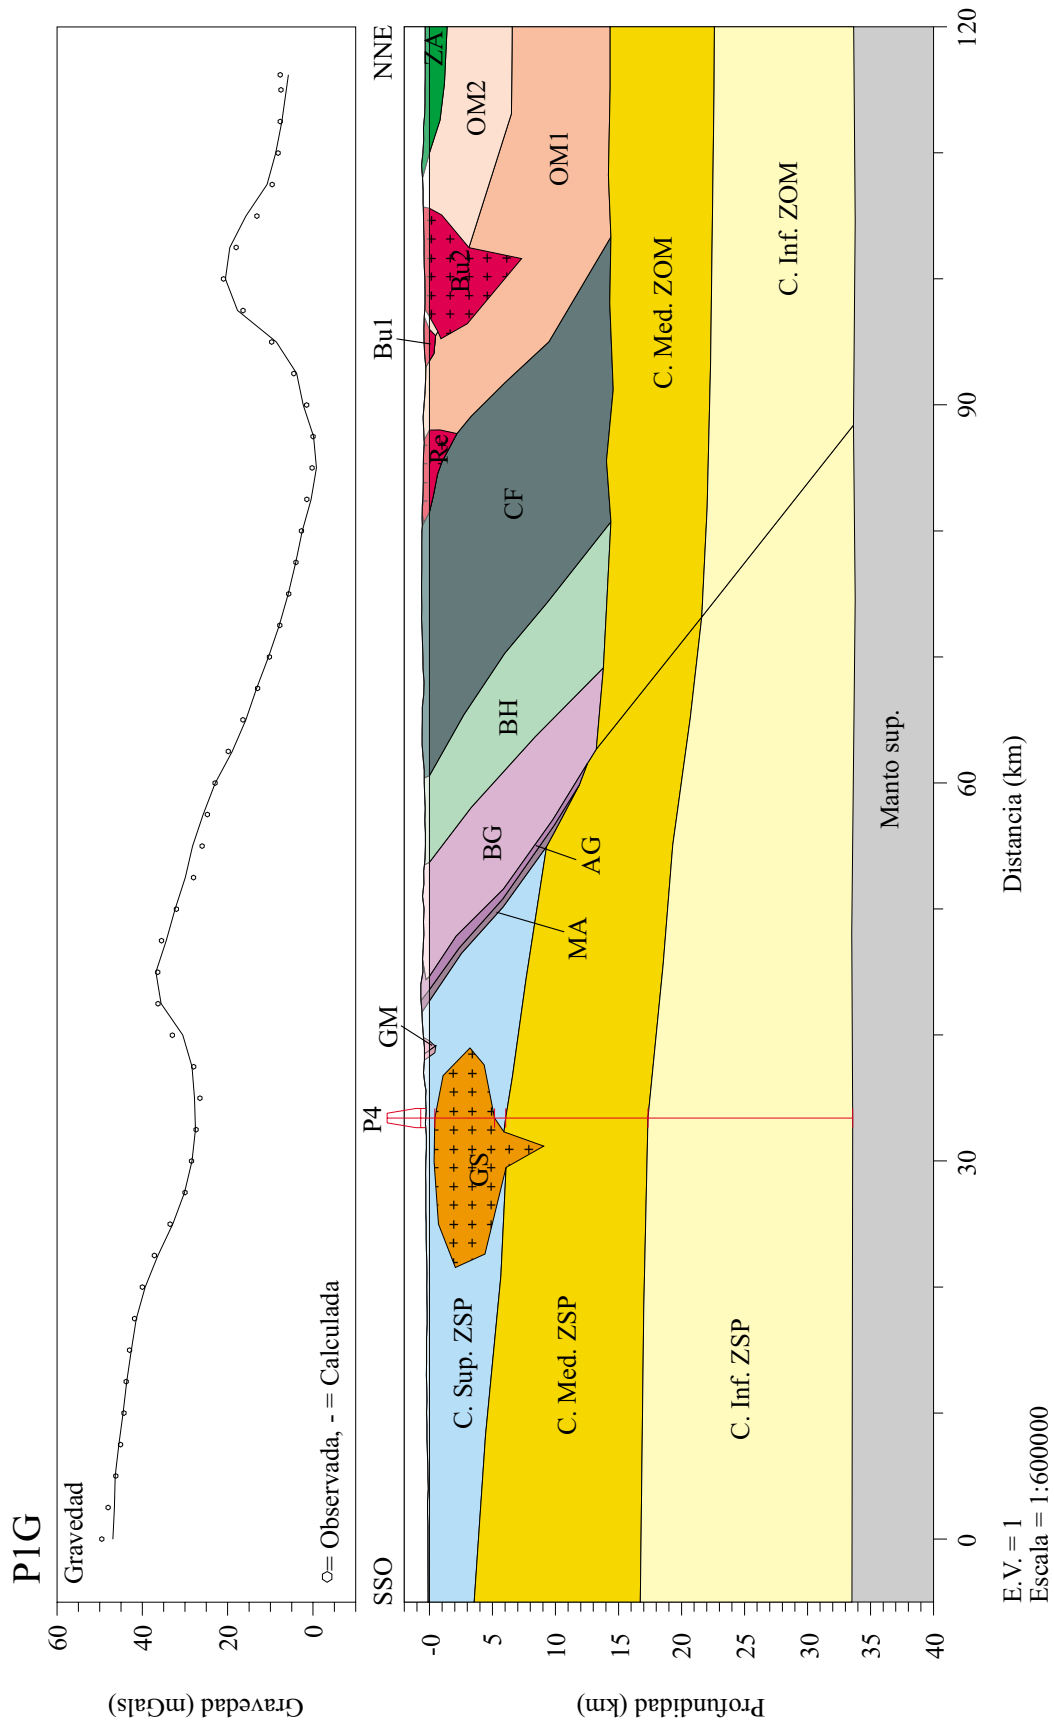 P1G
Gravedad
60
40
20
0
Gravedad (mGals)
○= Observada, - = Calculada
SSO
P4
GM
Bu1
NNE
ZA
OM2
OM1
Bu2
Re
CF
BH
BG
AG
MA
GS
C. Sup. ZSP
C. Med. ZSP
C. Med. ZOM
C. Inf. ZSP
C. Inf. ZOM
Manto sup.
-0
5
10
15
20
25
30
35
40
Profundidad (km)
0
30
60
90
120
Distancia (km)
E.V. = 1
Escala = 1:600000